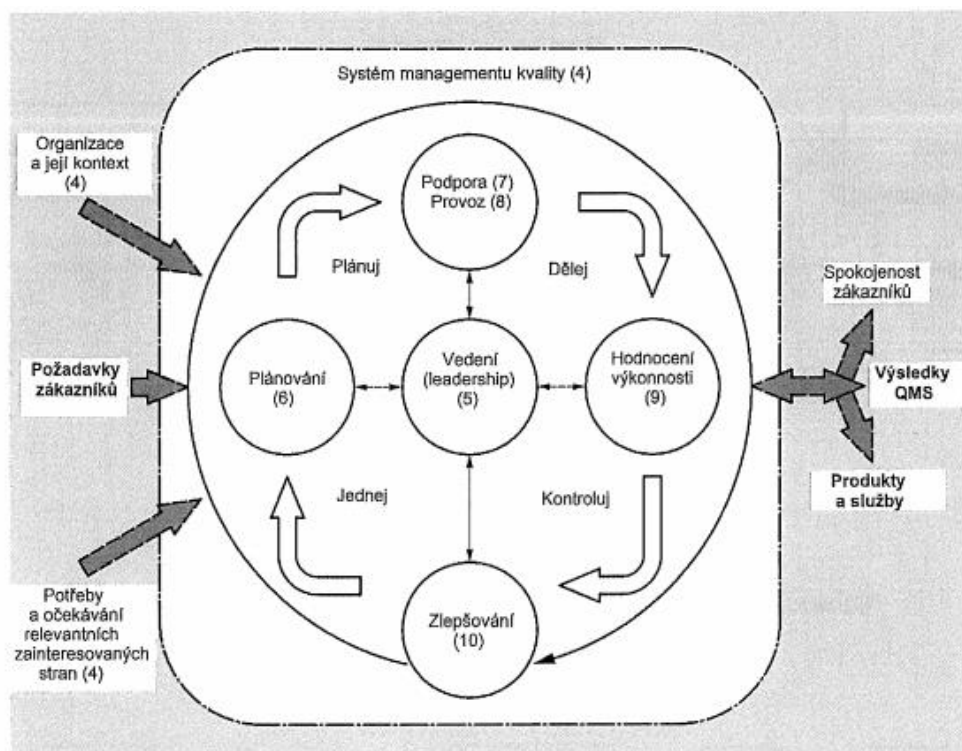 Systém managementu kvality (4)
Organizace
a její kontext
(4)
Podpora (7)
Provoz (8)
Plánuj
Dělej
Spokojenost
zákazníků
Požadavky
zákazníků
Plánování
(6)
Vedení
(leadership)
(5)
Hodnocení
výkonnosti
(9)
Výsledky
QMS
Jednej
Kontroluj
Produkty
a služby
Potřeby
a očekávání
relevantních
zainteresovaných
stran (4)
Zlepšování
(10)